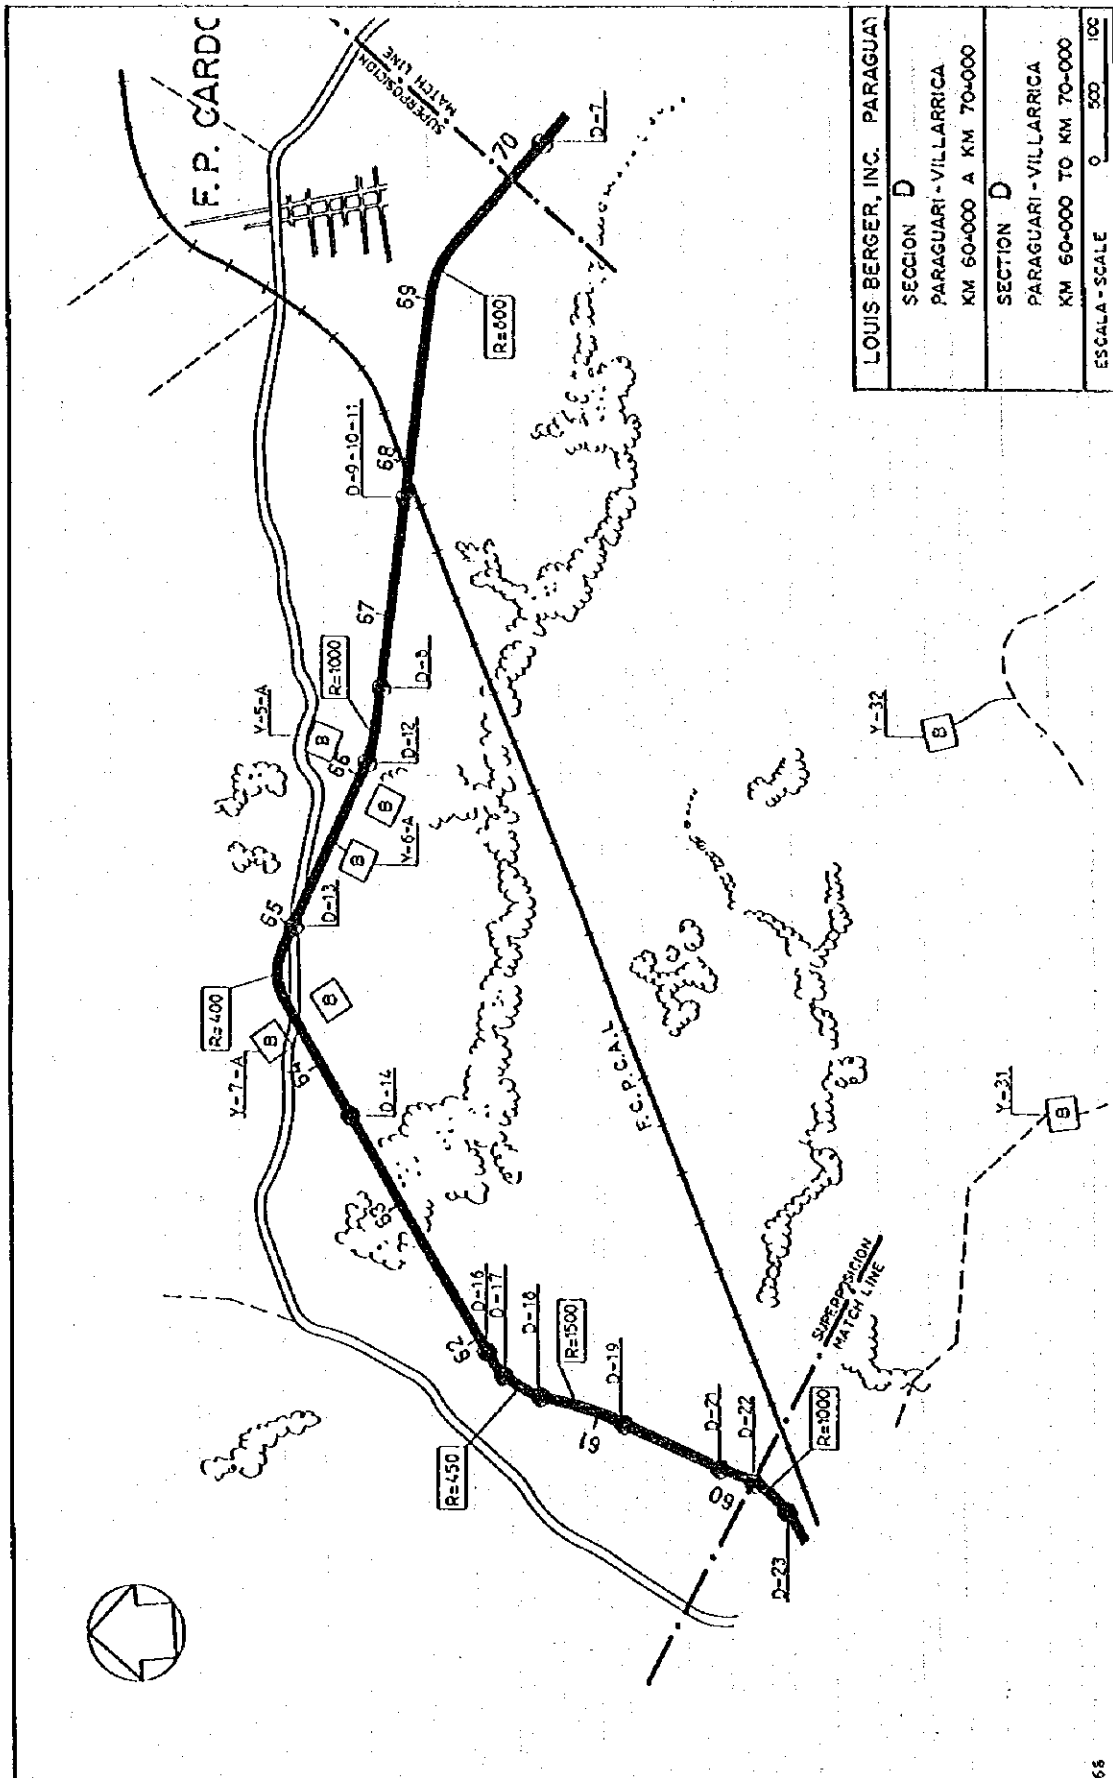 F.P. CARDO
SUPERPOSICION
MATCH LINE
70
D-7
69
R=800
D-9-10-11
68
67
D-8
R=1000
Y-5-A
B
66
D-12
B
B
Y-6-A
65
D-13
R=400
Y-7-A
B
B
64
D-14
63
F.C.P.C.A.L
Y-32
B
Y-31
B
62
D-16
D-17
D-18
R=1500
R=450
D-19
61
D-21
D-22
60
R=1000
D-23
SUPERPOSICION
MATCH LINE
LOUIS BERGER, INC. PARAGUAY
SECCION D
PARAGUARI-VILLARRICA
KM 60+000 A KM 70+000
SECTION D
PARAGUARI-VILLARRICA
KM 60+000 TO KM 70+000
ESCALA-SCALE 0 500 100
68